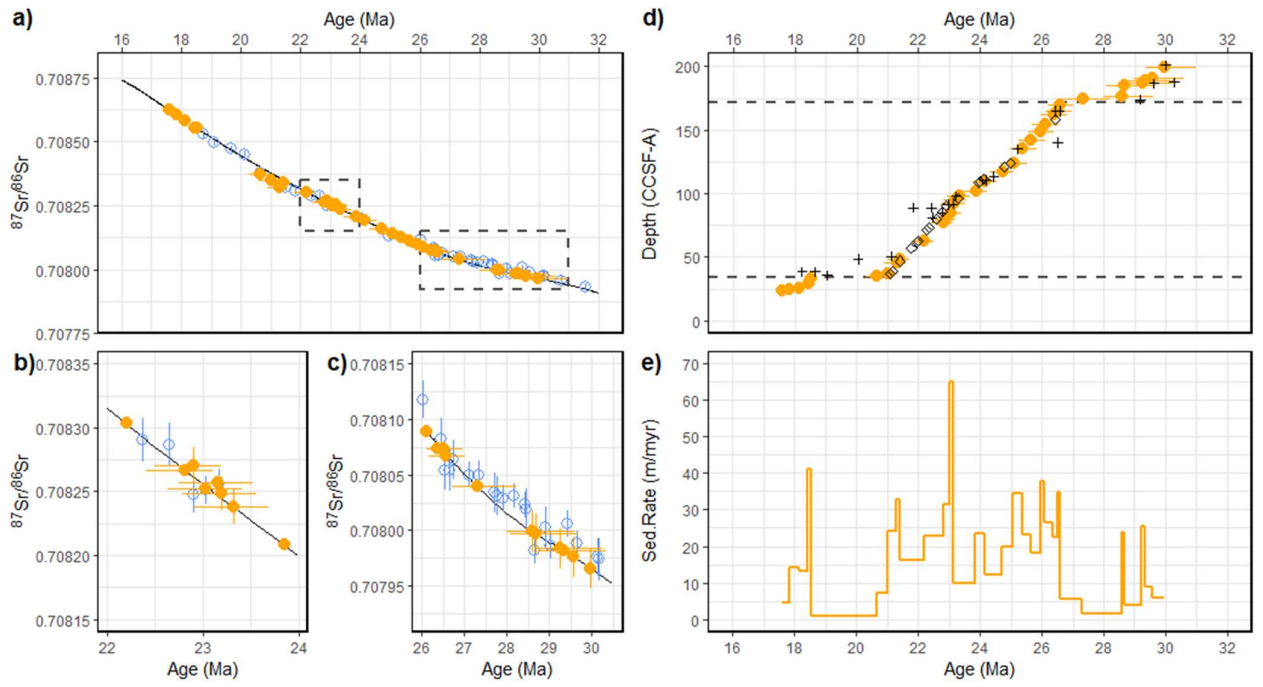 a)
Age (Ma)
16 18 20 22 24 26 28 30 32
0.70875
0.70850
0.70825
0.70800
0.70775
87Sr/86Sr
b)
0.70835
0.70830
0.70825
0.70820
0.70815
87Sr/86Sr
22 23 24
Age (Ma)
c)
0.70815
0.70810
0.70805
0.70800
0.70795
87Sr/86Sr
26 27 28 29 30
Age (Ma)
d)
Age (Ma)
16 18 20 22 24 26 28 30 32
200
150
100
50
0
Depth (CCSF-A)
e)
70
60
50
40
30
20
10
0
Sed.Rate (m/myr)
16 18 20 22 24 26 28 30 32
Age (Ma)